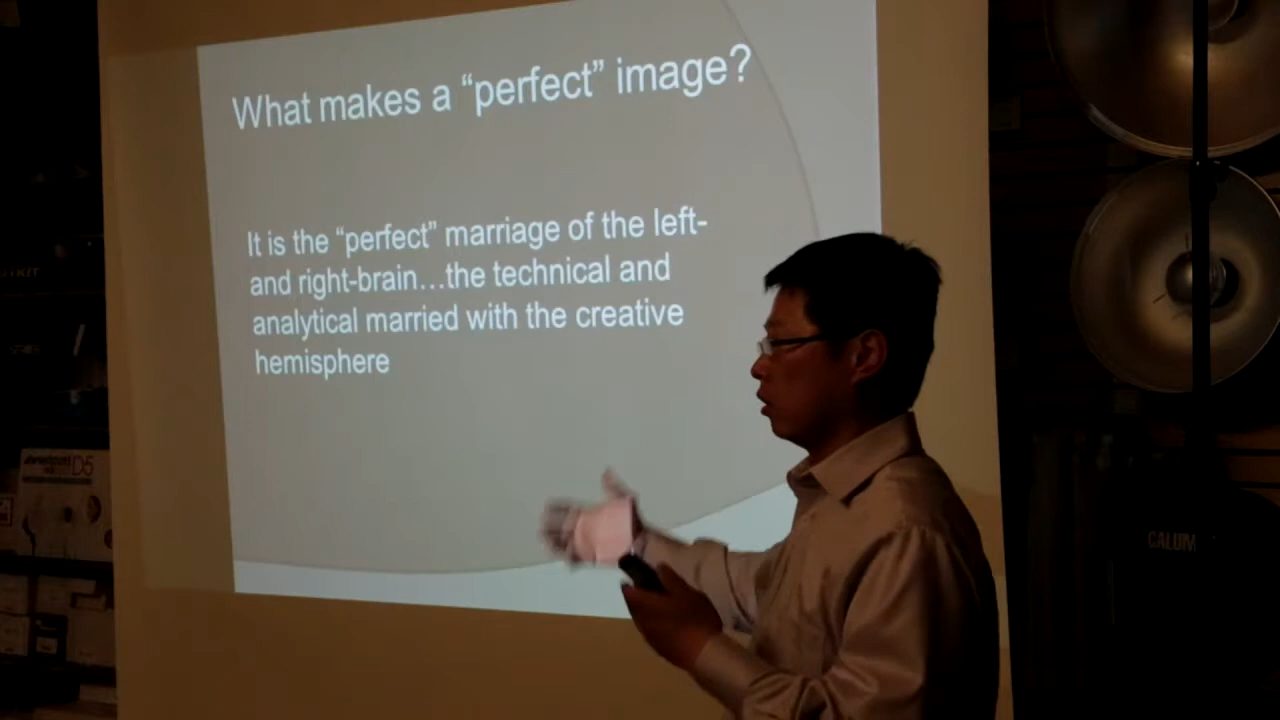 What makes a “perfect” image?
It is the “perfect” marriage of the left-
and right-brain…the technical and
analytical married with the creative
hemisphere
D5
CALUM